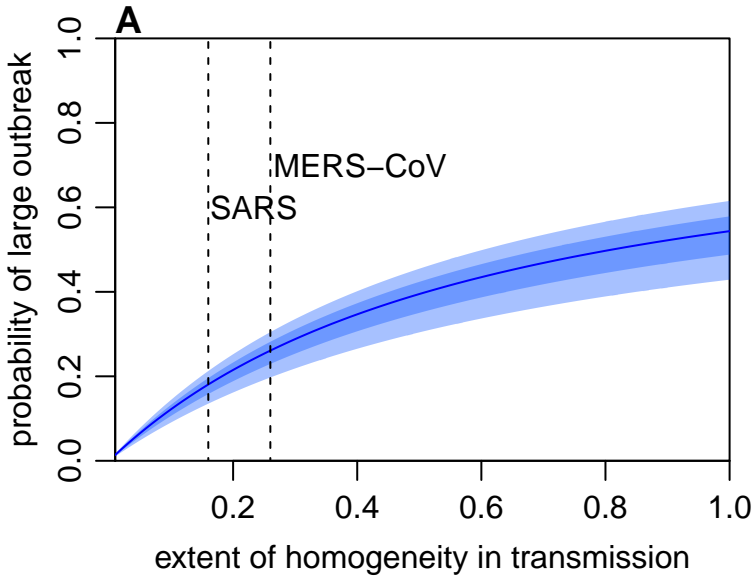 A
probability of large outbreak
1.0
0.8
0.6
0.4
0.2
0.0
MERS−CoV
SARS
0.2 0.4 0.6 0.8 1.0
extent of homogeneity in transmission